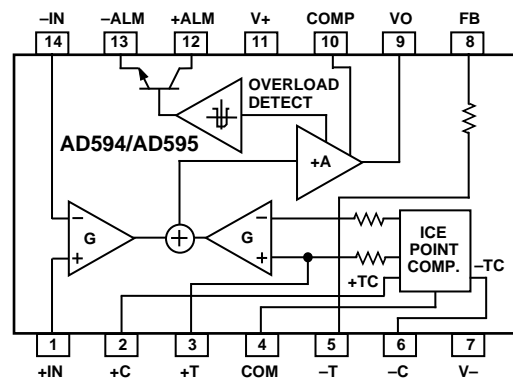 –IN –ALM +ALM V+ COMP VO FB
14 13 12 11 10 9 8
OVERLOAD
DETECT
AD594/AD595
+A
–
G
+
–
G
+
ICE
POINT
COMP.
–TC
+TC
1 2 3 4 5 6 7
+IN +C +T COM –T –C V–